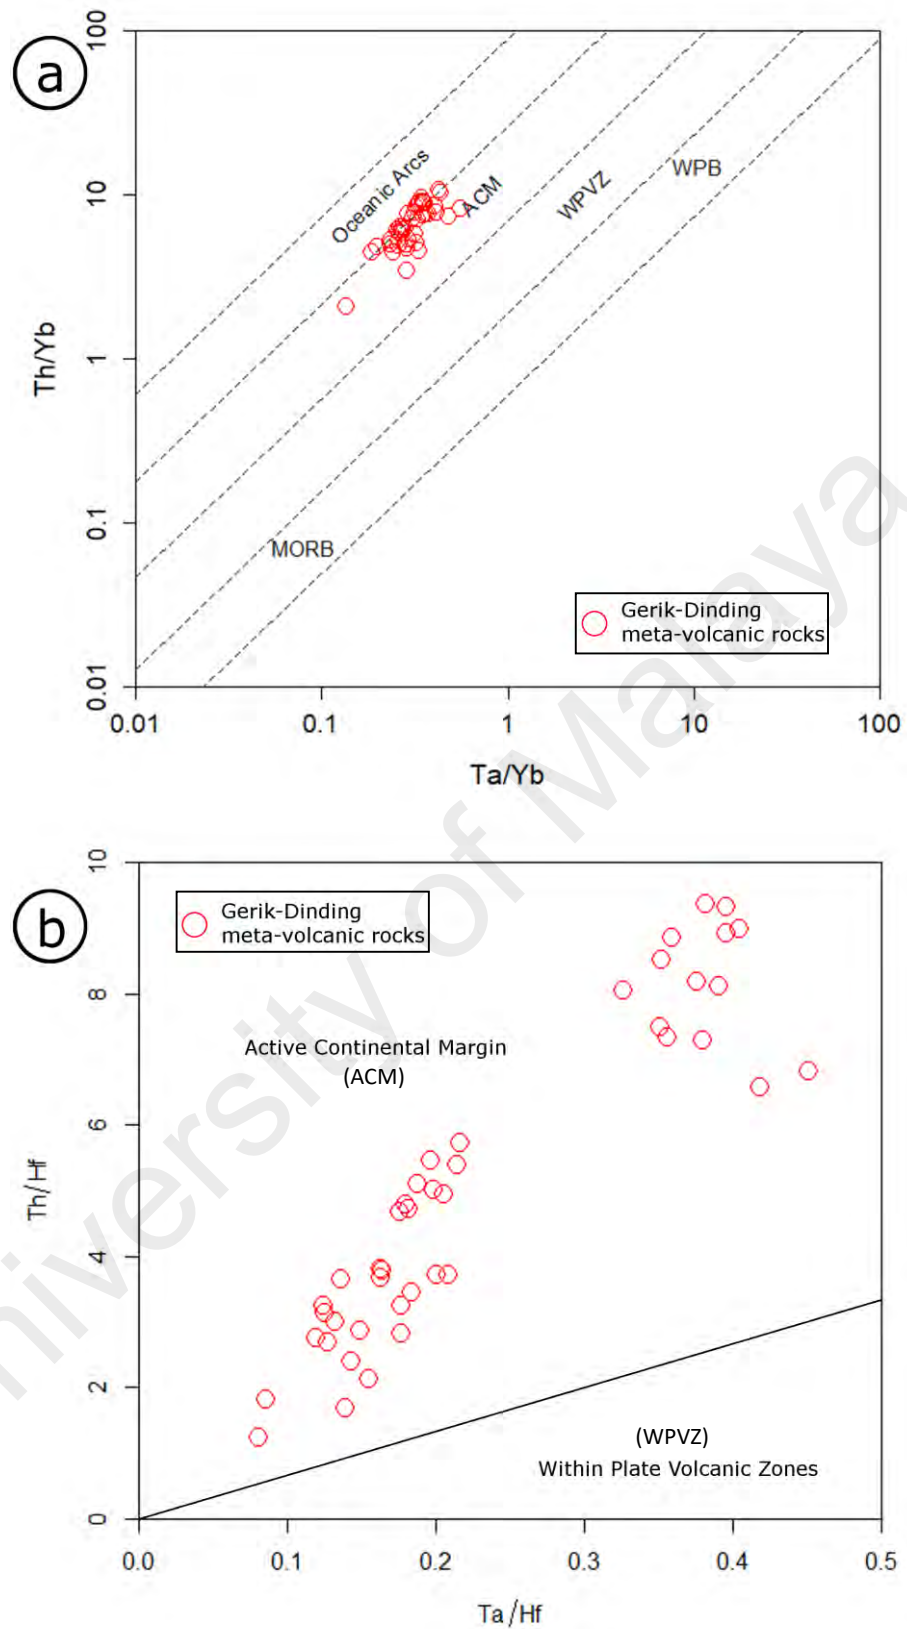 a
100
10
1
0.1
0.01
Th/Yb
Oceanic Arcs
ACM
WPVZ
WPB
MORB
Gerik-Dinding
meta-volcanic rocks
0.01 0.1 1 10 100
Ta/Yb
University of Malaya
b
10
8
6
4
2
0
Th/Hf
Gerik-Dinding
meta-volcanic rocks
Active Continental Margin
(ACM)
(WPVZ)
Within Plate Volcanic Zones
0.0 0.1 0.2 0.3 0.4 0.5
Ta/Hf